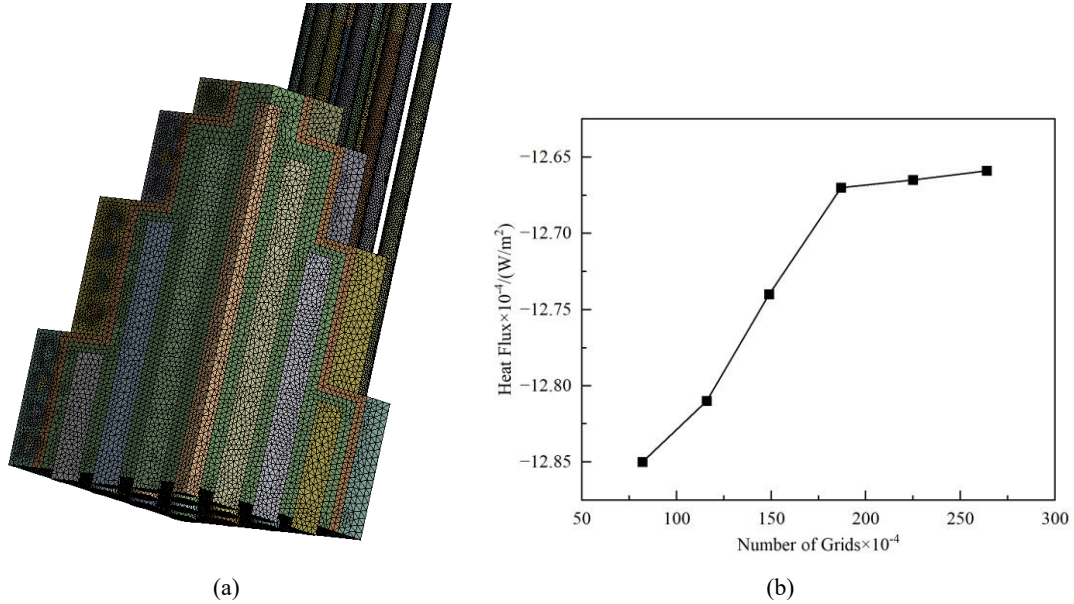 −12.65
−12.70
−12.75
−12.80
−12.85
Heat Flux×10⁻⁴/(W/m²)
50 100 150 200 250 300
Number of Grids×10⁻⁴
(a) (b)